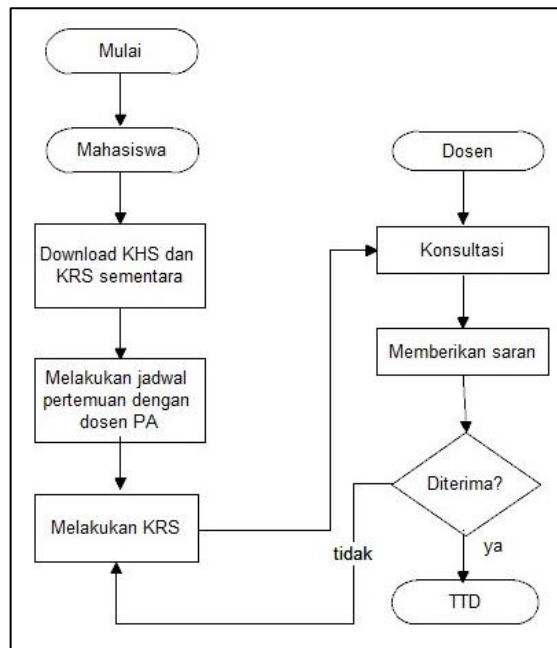 Mulai
Mahasiswa
Download KHS dan
KRS sementara
Melakukan jadwal
pertemuan dengan
dosen PA
Melakukan KRS
Dosen
Konsultasi
Memberikan saran
Diterima?
tidak
ya
TTD